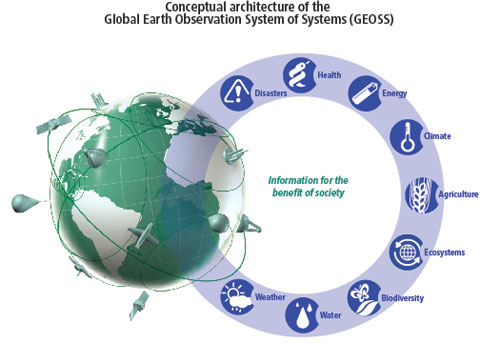 Conceptual architecture of the
Global Earth Observation System of Systems (GEOSS)
Disasters
Health
Energy
Climate
Information for the
benefit of society
Agriculture
Ecosystems
Weather
Biodiversity
Water